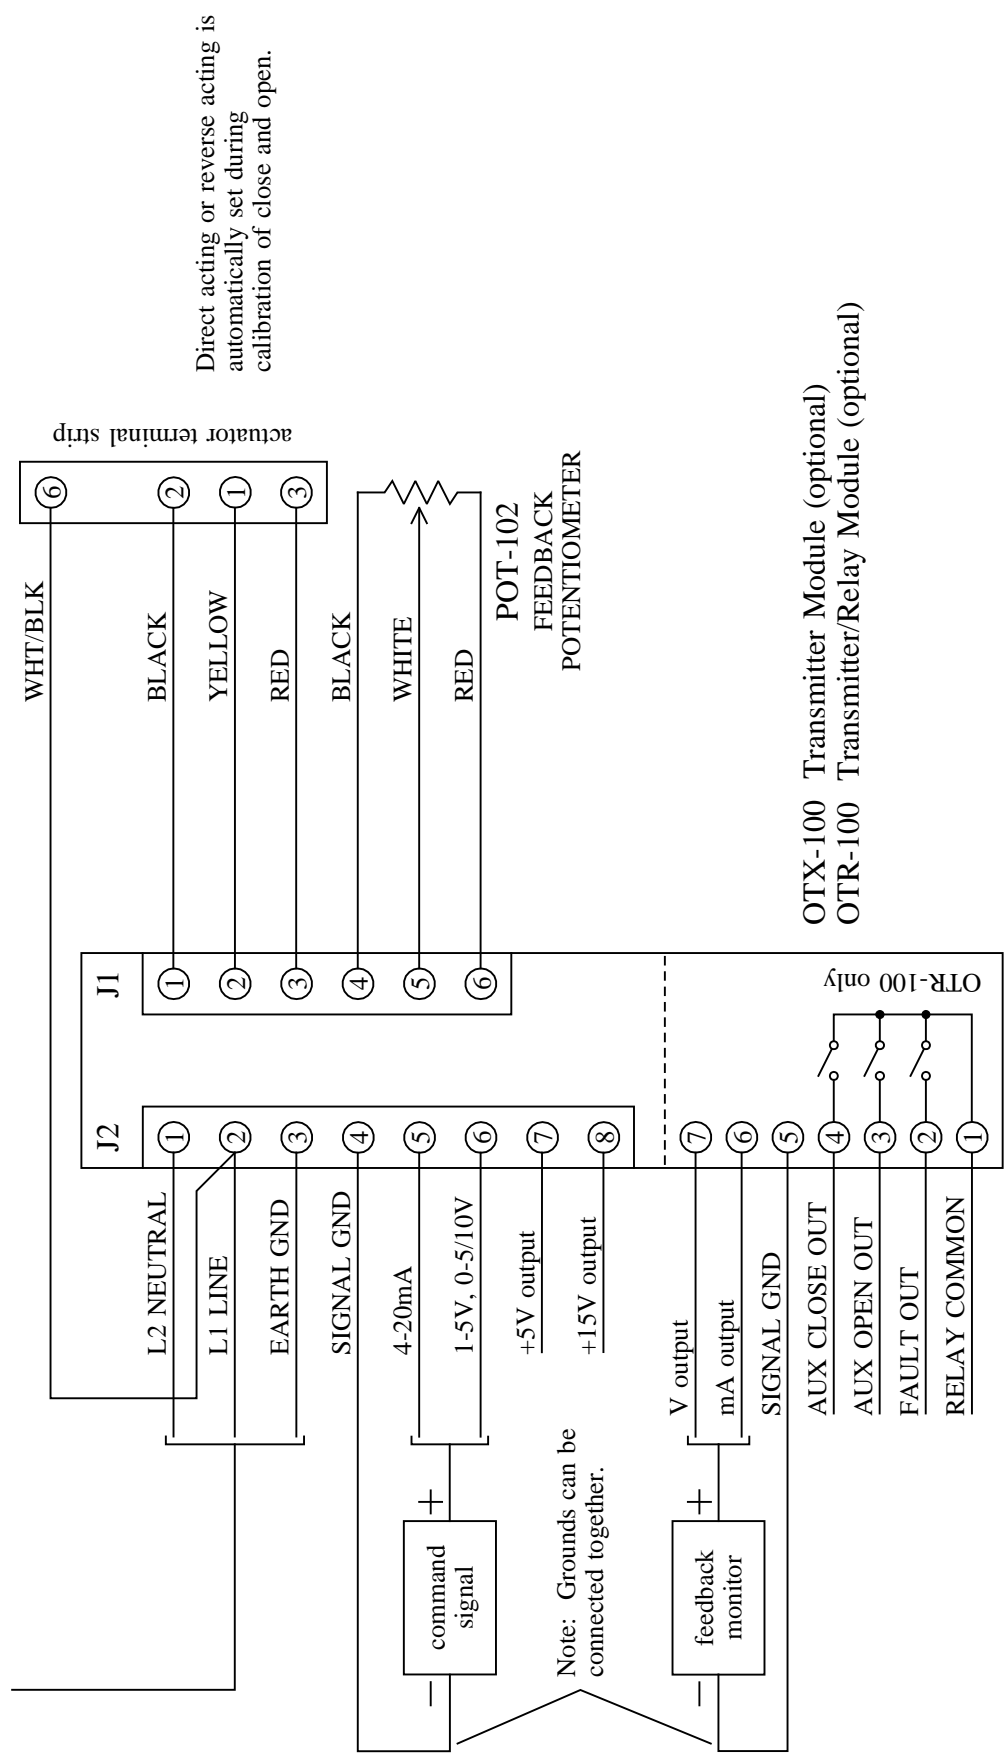 Direct acting or reverse acting is
automatically set during
calibration of close and open.
actuator terminal strip
6
2
1
3
WHT/BLK
BLACK
YELLOW
RED
BLACK
WHITE
RED
POT-102
FEEDBACK
POTENTIOMETER
J1
1
2
3
4
5
6
J2
1
2
3
4
5
6
7
8
L2 NEUTRAL
L1 LINE
EARTH GND
SIGNAL GND
4-20mA
1-5V, 0-5/10V
+5V output
+15V output
OTX-100 Transmitter Module (optional)
OTR-100 Transmitter/Relay Module (optional)
OTR-100 only
7
6
5
4
3
2
1
V output
mA output
SIGNAL GND
AUX CLOSE OUT
AUX OPEN OUT
FAULT OUT
RELAY COMMON
+
command
signal
−
Note: Grounds can be
connected together.
+
feedback
monitor
−